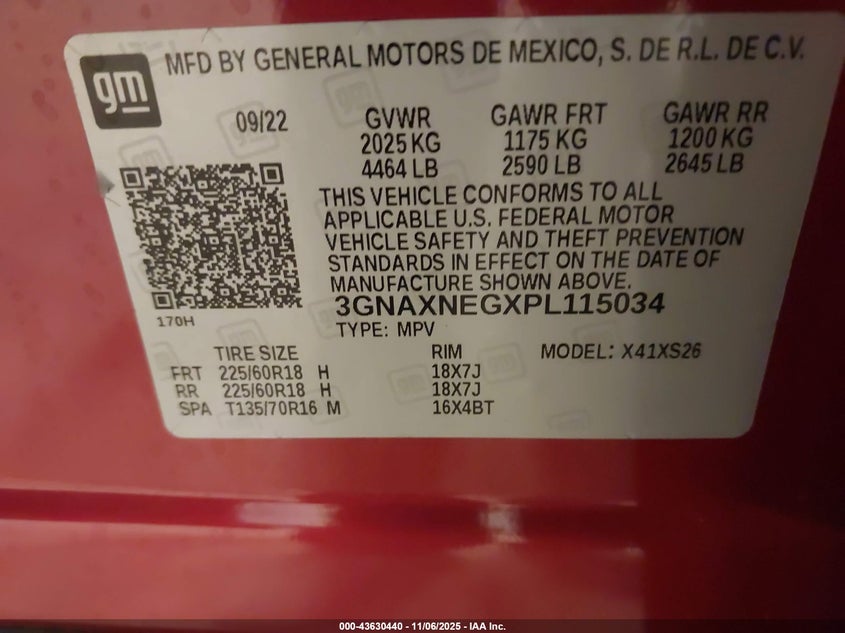 gm
MFD BY GENERAL MOTORS DE MEXICO, S. DE R.L. DE C.V.
09/22 GVWR GAWR FRT GAWR RR
2025 KG 1175 KG 1200 KG
4464 LB 2590 LB 2645 LB
THIS VEHICLE CONFORMS TO ALL
APPLICABLE U.S. FEDERAL MOTOR
VEHICLE SAFETY AND THEFT PREVENTION
STANDARDS IN EFFECT ON THE DATE OF
MANUFACTURE SHOWN ABOVE.
3GNAXNEGXPL115034
170H
TYPE: MPV
TIRE SIZE RIM MODEL: X41XS26
FRT 225/60R18 H 18X7J
RR 225/60R18 H 18X7J
SPA T135/70R16 M 16X4BT
000-43630440 - 11/06/2025 - IAA Inc.